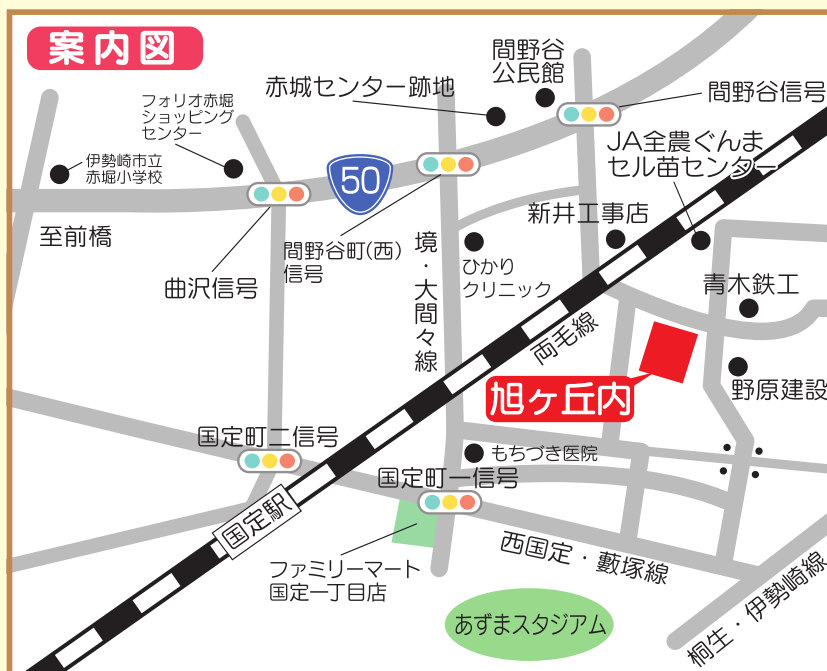 案内図
間野谷
公民館
赤城センター跡地
間野谷信号
フォリオ赤堀
ショッピング
センター
JA全農ぐんま
セル苗センター
伊勢崎市立
赤堀小学校
50
新井工事店
至前橋
間野谷町(西)
信号
境・大間々線
ひかり
クリニック
曲沢信号
青木鉄工
両毛線
旭ヶ丘内
野原建設
国定町二信号
もちづき医院
国定町一信号
国定駅
西国定・藪塚線
ファミリーマート
国定一丁目店
あずまスタジアム
桐生・伊勢崎線